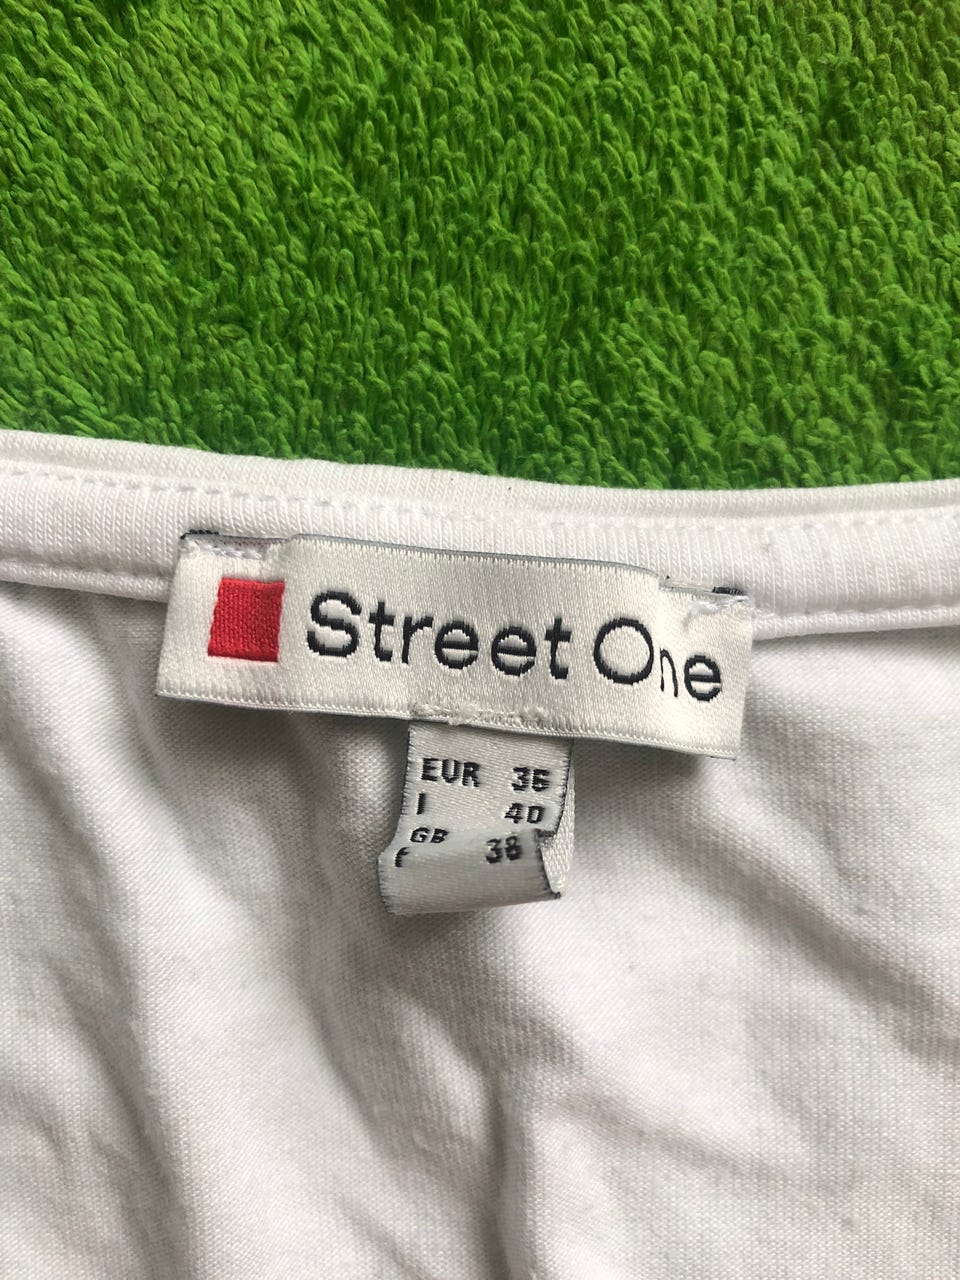 Street One
EUR 36
I 40
GB
F 38